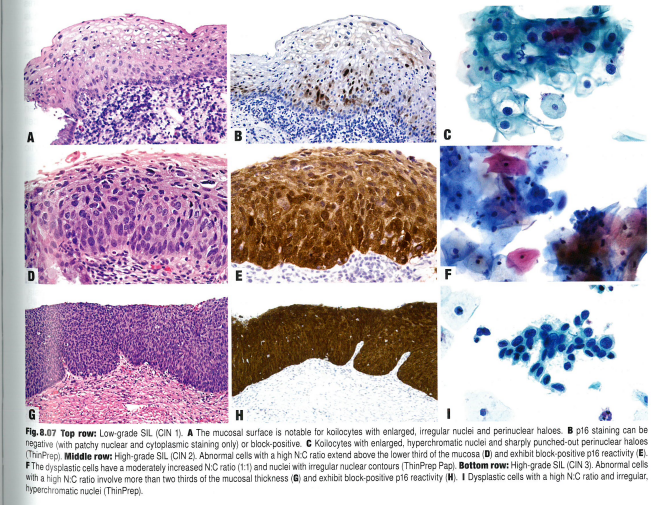 A
B
C
D
E
F
G
H
I
Fig. 8.07 Top row: Low-grade SIL (CIN 1). A The mucosal surface is notable for koilocytes with enlarged, irregular nuclei and perinuclear haloes. B p16 staining can be
negative (with patchy nuclear and cytoplasmic staining only) or block-positive. C Koilocytes with enlarged, hyperchromatic nuclei and sharply punched-out perinuclear haloes
(ThinPrep). Middle row: High-grade SIL (CIN 2). Abnormal cells with a high N:C ratio extend above the lower third of the mucosa (D) and exhibit block-positive p16 reactivity (E).
F The dysplastic cells have a moderately increased N:C ratio (1:1) and nuclei with irregular nuclear contours (ThinPrep Pap). Bottom row: High-grade SIL (CIN 3). Abnormal cells
with a high N:C ratio involve more than two thirds of the mucosal thickness (G) and exhibit block-positive p16 reactivity (H). I Dysplastic cells with a high N:C ratio and irregular,
hyperchromatic nuclei (ThinPrep).